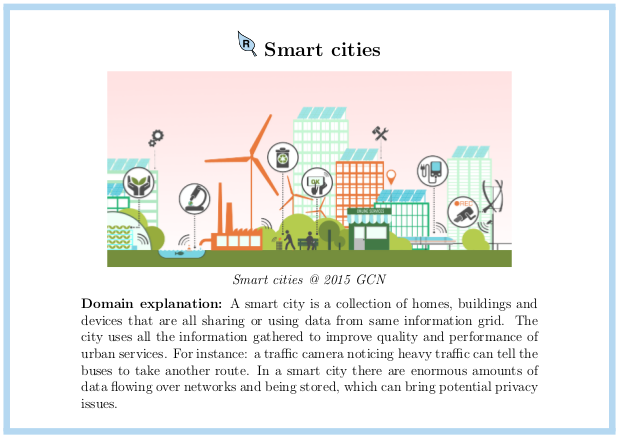 R
Smart cities
OK
ONLINE SERVICES
REC
Smart cities @ 2015 GCN
Domain explanation: A smart city is a collection of homes, buildings and
devices that are all sharing or using data from same information grid. The
city uses all the information gathered to improve quality and performance of
urban services. For instance: a traffic camera noticing heavy traffic can tell the
buses to take another route. In a smart city there are enormous amounts of
data flowing over networks and being stored, which can bring potential privacy
issues.